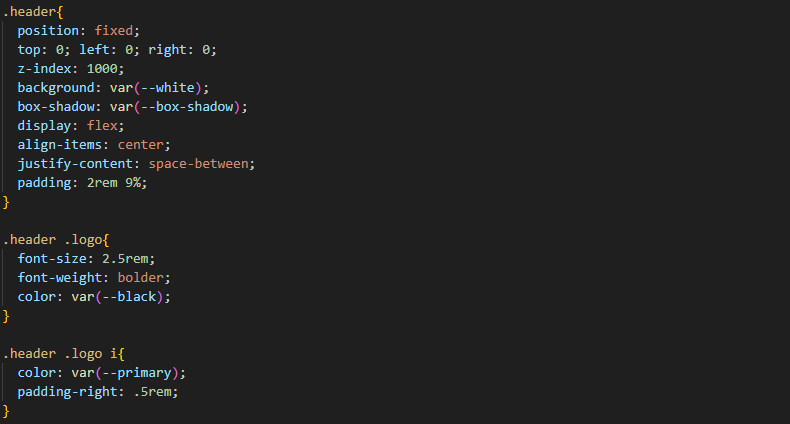 .header{
  position: fixed;
  top: 0; left: 0; right: 0;
  z-index: 1000;
  background: var(--white);
  box-shadow: var(--box-shadow);
  display: flex;
  align-items: center;
  justify-content: space-between;
  padding: 2rem 9%;
}

.header .logo{
  font-size: 2.5rem;
  font-weight: bolder;
  color: var(--black);
}

.header .logo i{
  color: var(--primary);
  padding-right: .5rem;
}